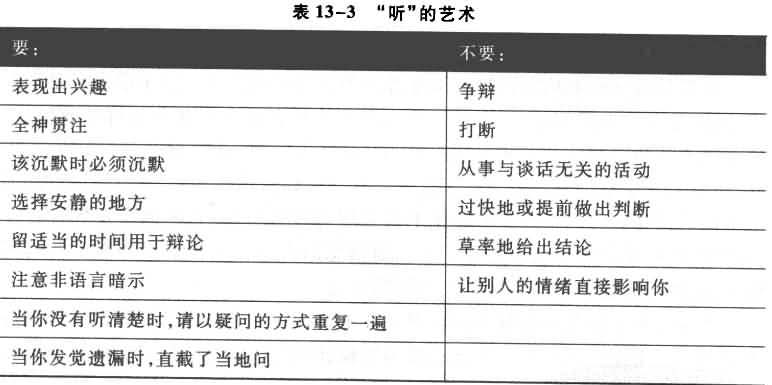 表 13-3 “听”的艺术
要： 不要：
表现出兴趣 争辩
全神贯注 打断
该沉默时必须沉默 从事与谈话无关的活动
选择安静的地方 过快地或提前做出判断
留适当的时间用于辩论 草率地给出结论
注意非语言暗示 让别人的情绪直接影响你
当你没有听清楚时，请以疑问的方式重复一遍
当你发觉遗漏时，直截了当地问